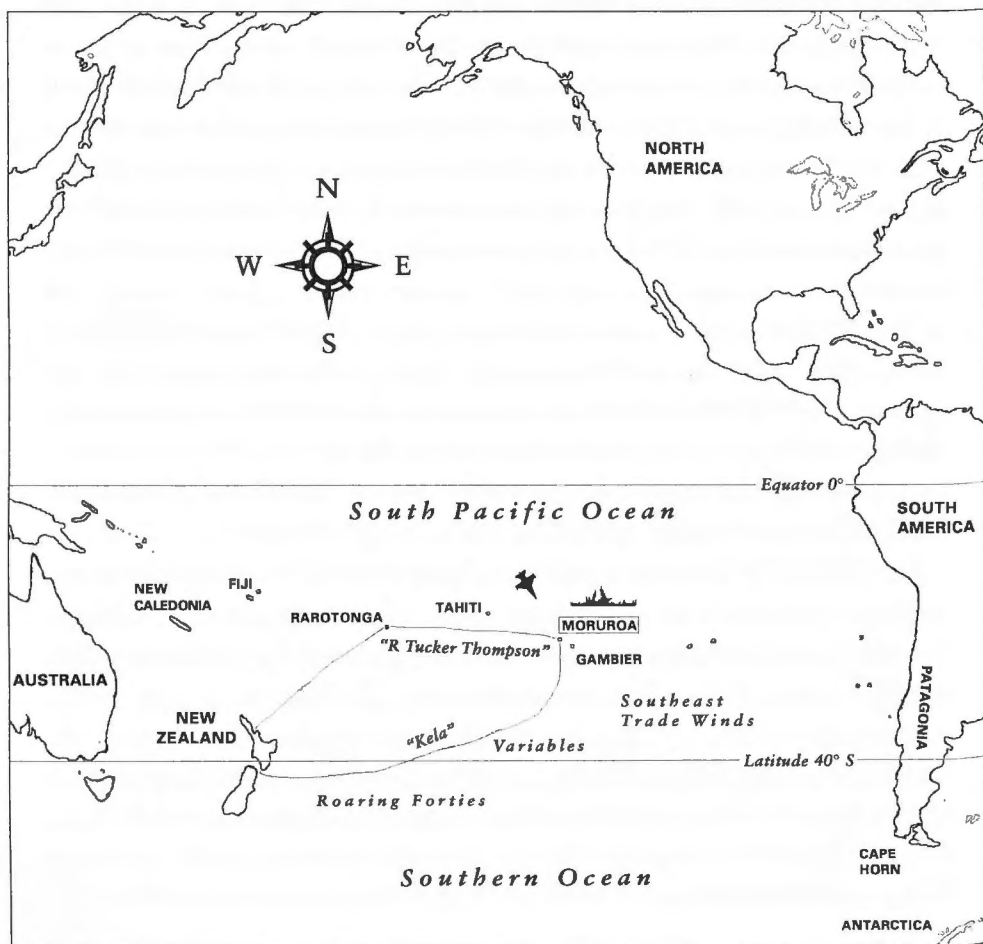 NORTH
AMERICA
N
W
E
S
Equator 0°
South Pacific Ocean
SOUTH
AMERICA
NEW
CALEDONIA
FIJI
RAROTONGA
TAHITI
MORUROA
"R Tucker Thompson"
GAMBIER
AUSTRALIA
PATAGONIA
NEW
ZEALAND
Southeast
Trade Winds
"Kela"
Variables
Latitude 40° S
Roaring Forties
CAPE
HORN
Southern Ocean
ANTARCTICA